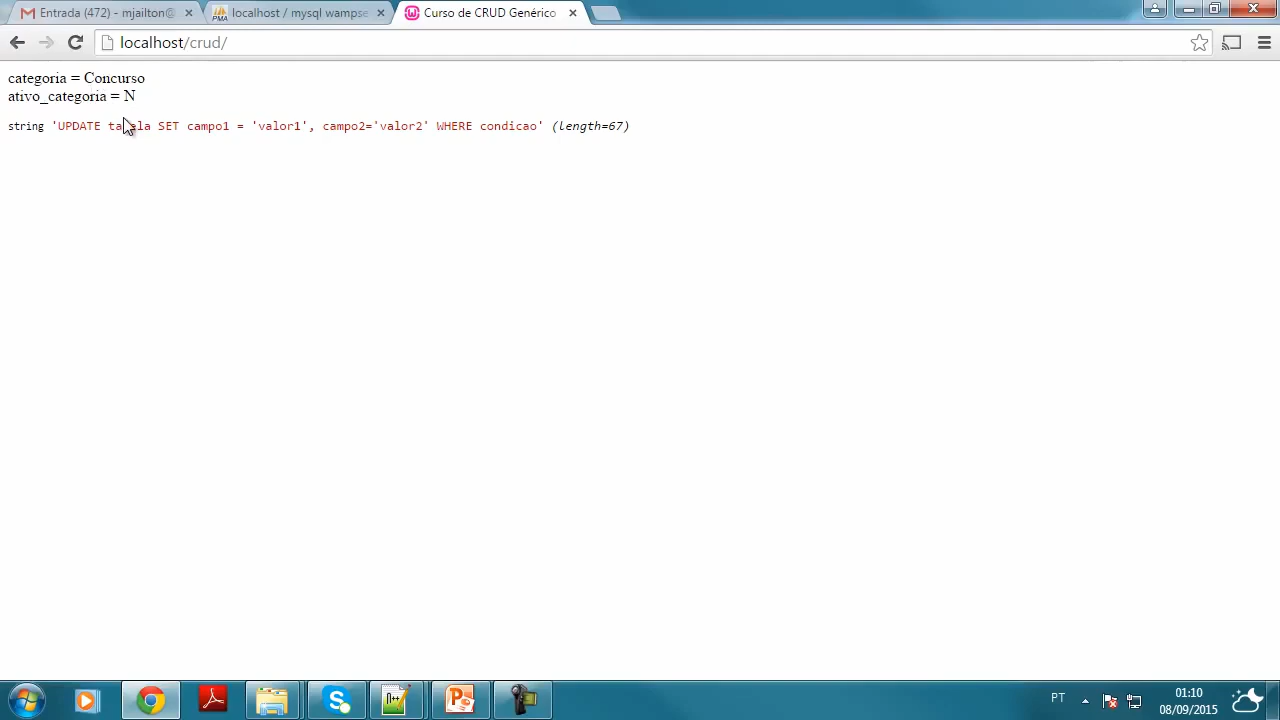 Entrada (472) - mjailton@
localhost / mysql wampse
Curso de CRUD Genérico
localhost/crud/
categoria = Concurso
ativo_categoria = N
string 'UPDATE tabela SET campo1 = 'valor1', campo2='valor2' WHERE condicao' (length=67)
PT
01:10
08/09/2015